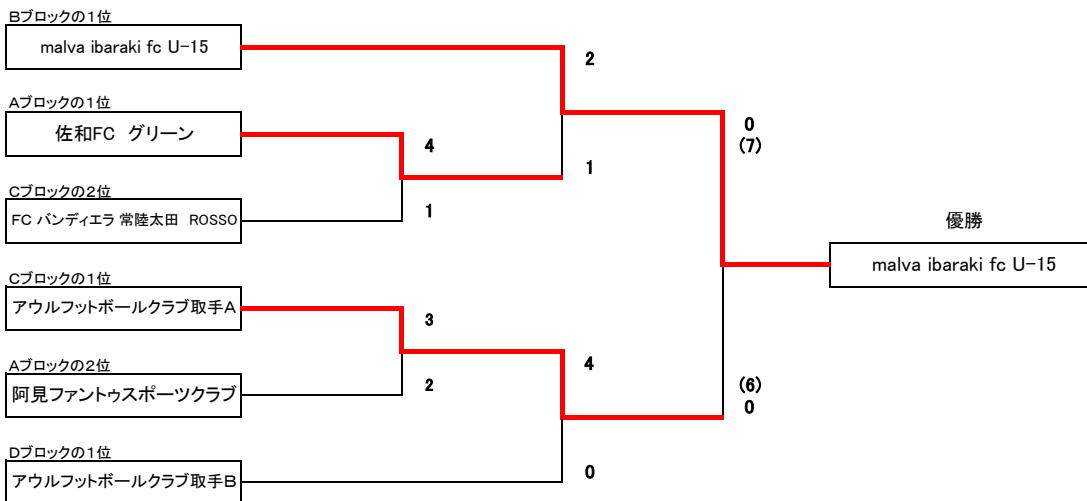 Bブロックの1位
malva ibaraki fc U-15
2
Aブロックの1位
佐和FC グリーン
4
0
(7)
1
Cブロックの2位
FC バンディエラ 常陸太田 ROSSO
1
優勝
malva ibaraki fc U-15
Cブロックの1位
アウルフットボールクラブ取手A
3
4
Aブロックの2位
阿見ファントゥスポーツクラブ
2
(6)
0
Dブロックの1位
アウルフットボールクラブ取手B
0